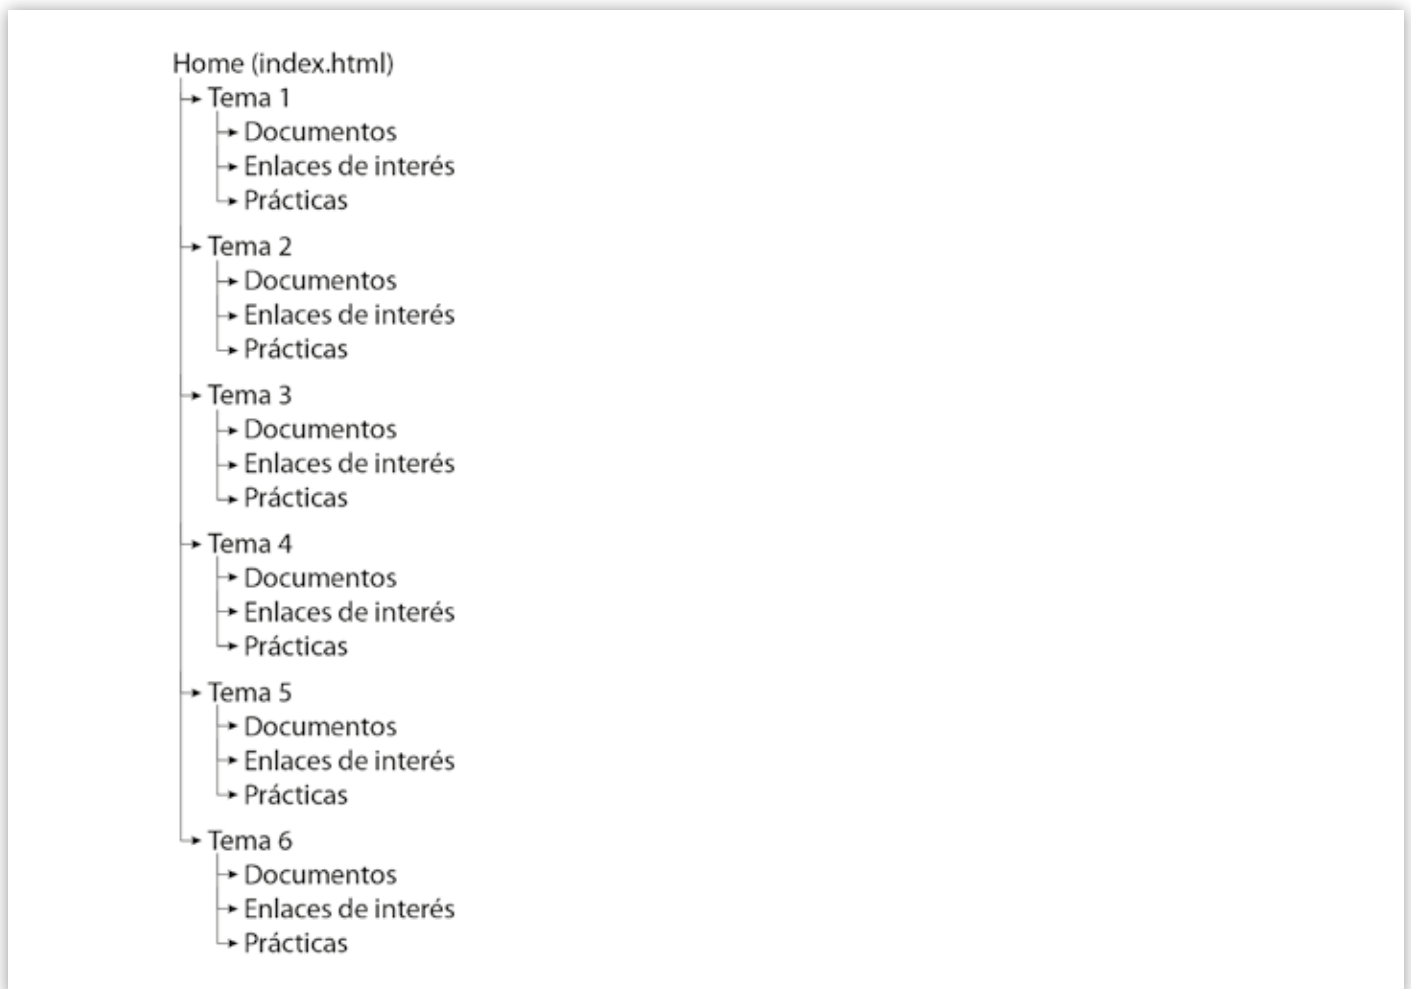 Home (index.html)
Tema 1
Documentos
Enlaces de interés
Prácticas
Tema 2
Documentos
Enlaces de interés
Prácticas
Tema 3
Documentos
Enlaces de interés
Prácticas
Tema 4
Documentos
Enlaces de interés
Prácticas
Tema 5
Documentos
Enlaces de interés
Prácticas
Tema 6
Documentos
Enlaces de interés
Prácticas